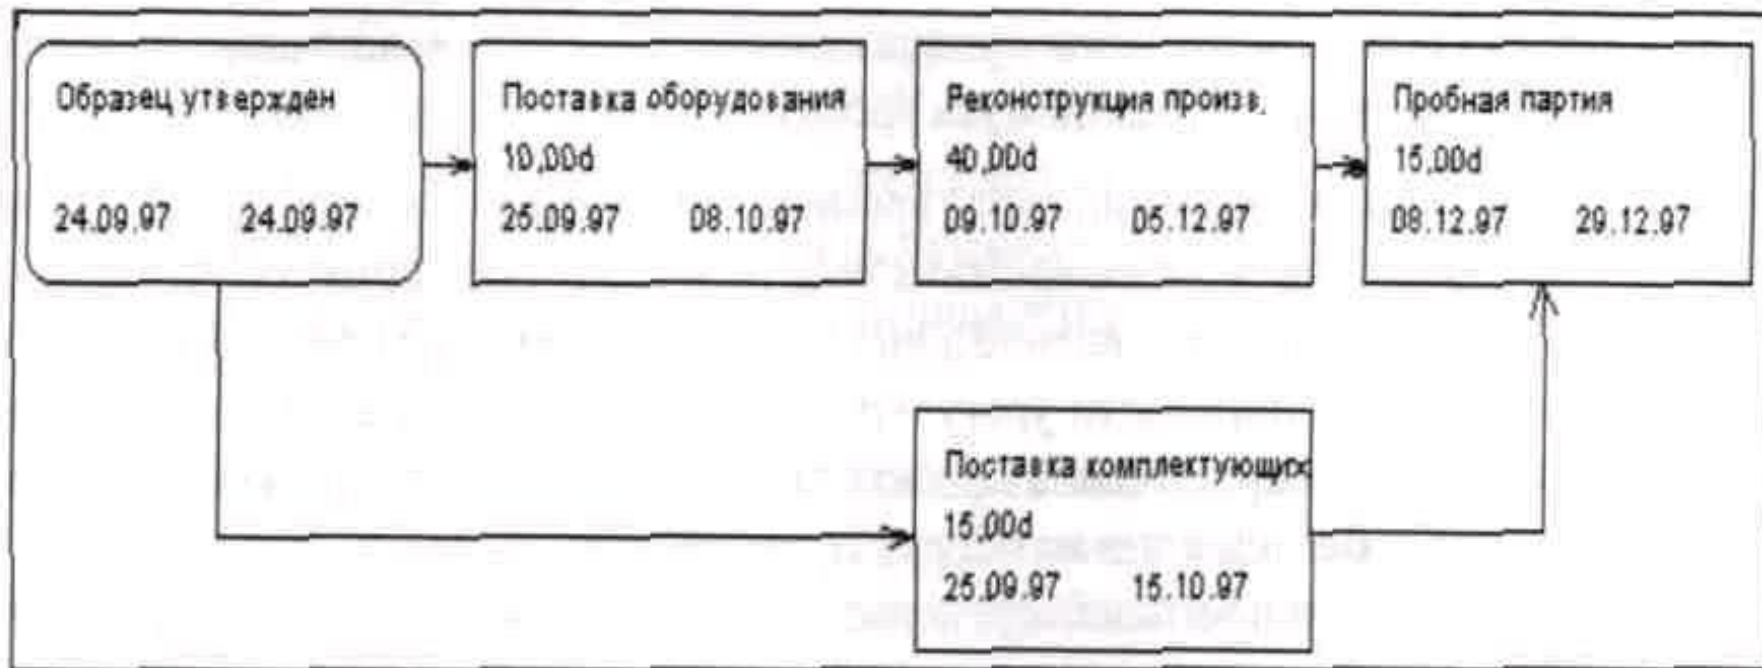 Образец утвержден
24.09.97 24.09.97
Поставка оборудования
10,00d
25.09.97 08.10.97
Реконструкция произв.
40,00d
09.10.97 05.12.97
Пробная партия
15,00d
08.12.97 29.12.97
Поставка комплектующих
15,00d
25.09.97 15.10.97